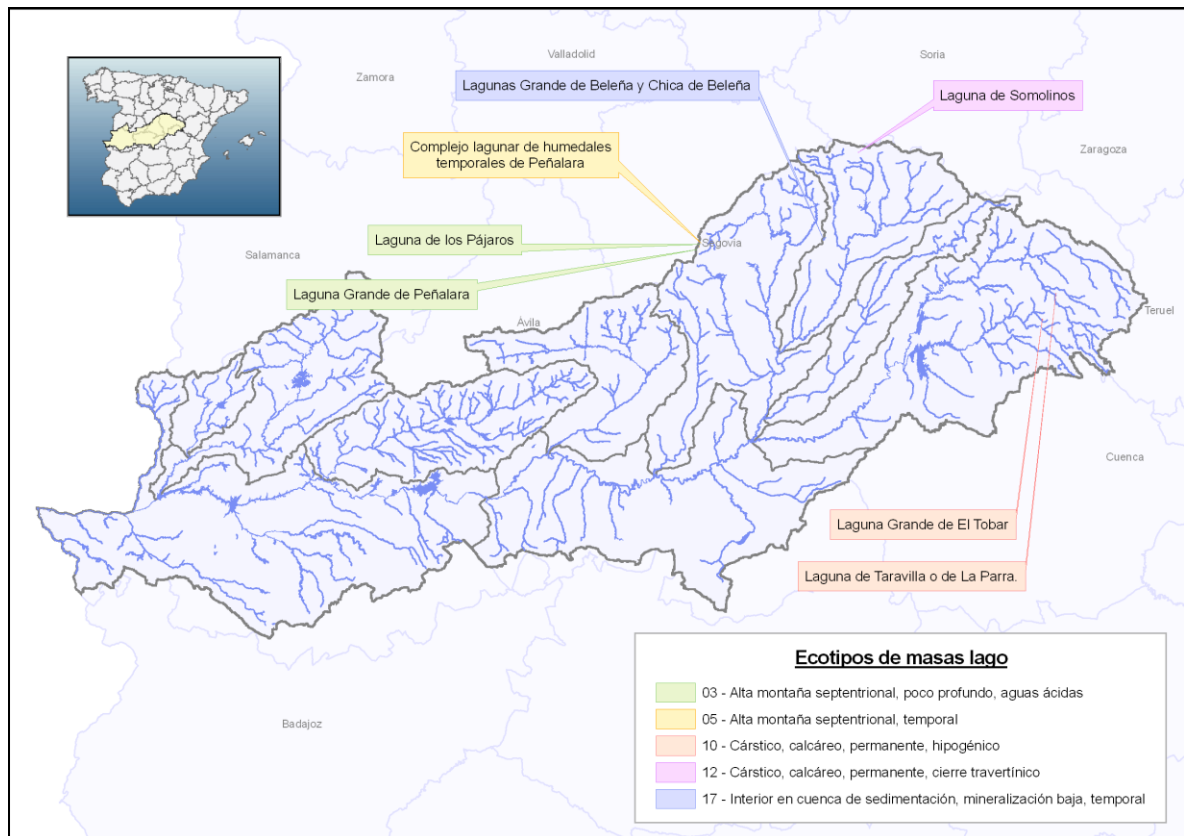 Valladolid
Soria
Zamora
Lagunas Grande de Beleña y Chica de Beleña
Laguna de Somolinos
Complejo lagunar de humedales
temporales de Peñalara
Zaragoza
Laguna de los Pájaros
Segovia
Salamanca
Laguna Grande de Peñalara
Ávila
Teruel
Cuenca
Laguna Grande de El Tobar
Laguna de Taravilla o de La Parra.
Badajoz
Ecotipos de masas lago
03 - Alta montaña septentrional, poco profundo, aguas ácidas
05 - Alta montaña septentrional, temporal
10 - Cárstico, calcáreo, permanente, hipogénico
12 - Cárstico, calcáreo, permanente, cierre travertínico
17 - Interior en cuenca de sedimentación, mineralización baja, temporal